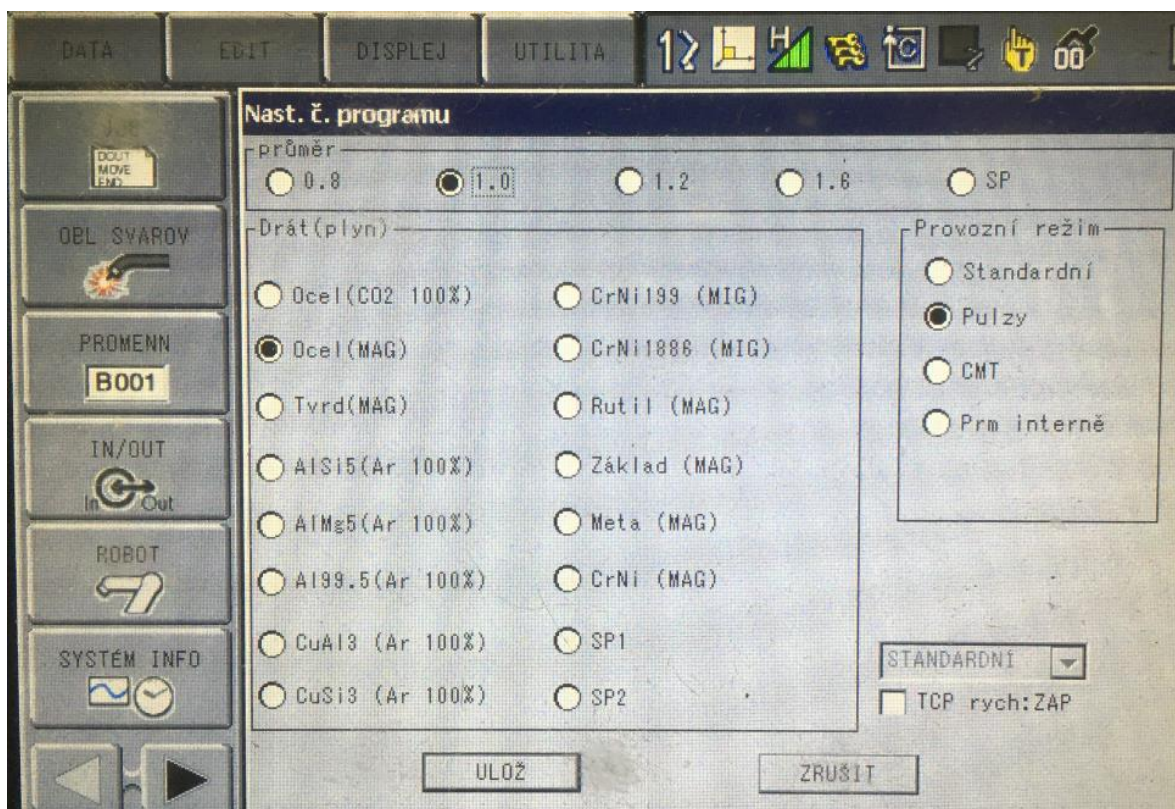 DATA EDIT DISPLEJ UTILITA
Nast. č. programu
průměr
0.8 1.0 1.2 1.6 SP
JOB
DOUT
MOVE
END
OBL SVAROV
PROMENN
B001
IN/OUT
In Out
ROBOT
SYSTÉM INFO
Drát(plyn)
Ocel(CO2 100%) CrNi199 (MIG)
Ocel(MAG) CrNi1886 (MIG)
Tvrd(MAG) Rutil (MAG)
AlSi5(Ar 100%) Základ (MAG)
AlMg5(Ar 100%) Meta (MAG)
Al99.5(Ar 100%) CrNi (MAG)
CuAl3 (Ar 100%) SP1
CuSi3 (Ar 100%) SP2
Provozní režim
Standardní
Pulzy
CMT
Prm interně
STANDARDNÍ
TCP rych:ZAP
ULOŽ ZRUŠIT